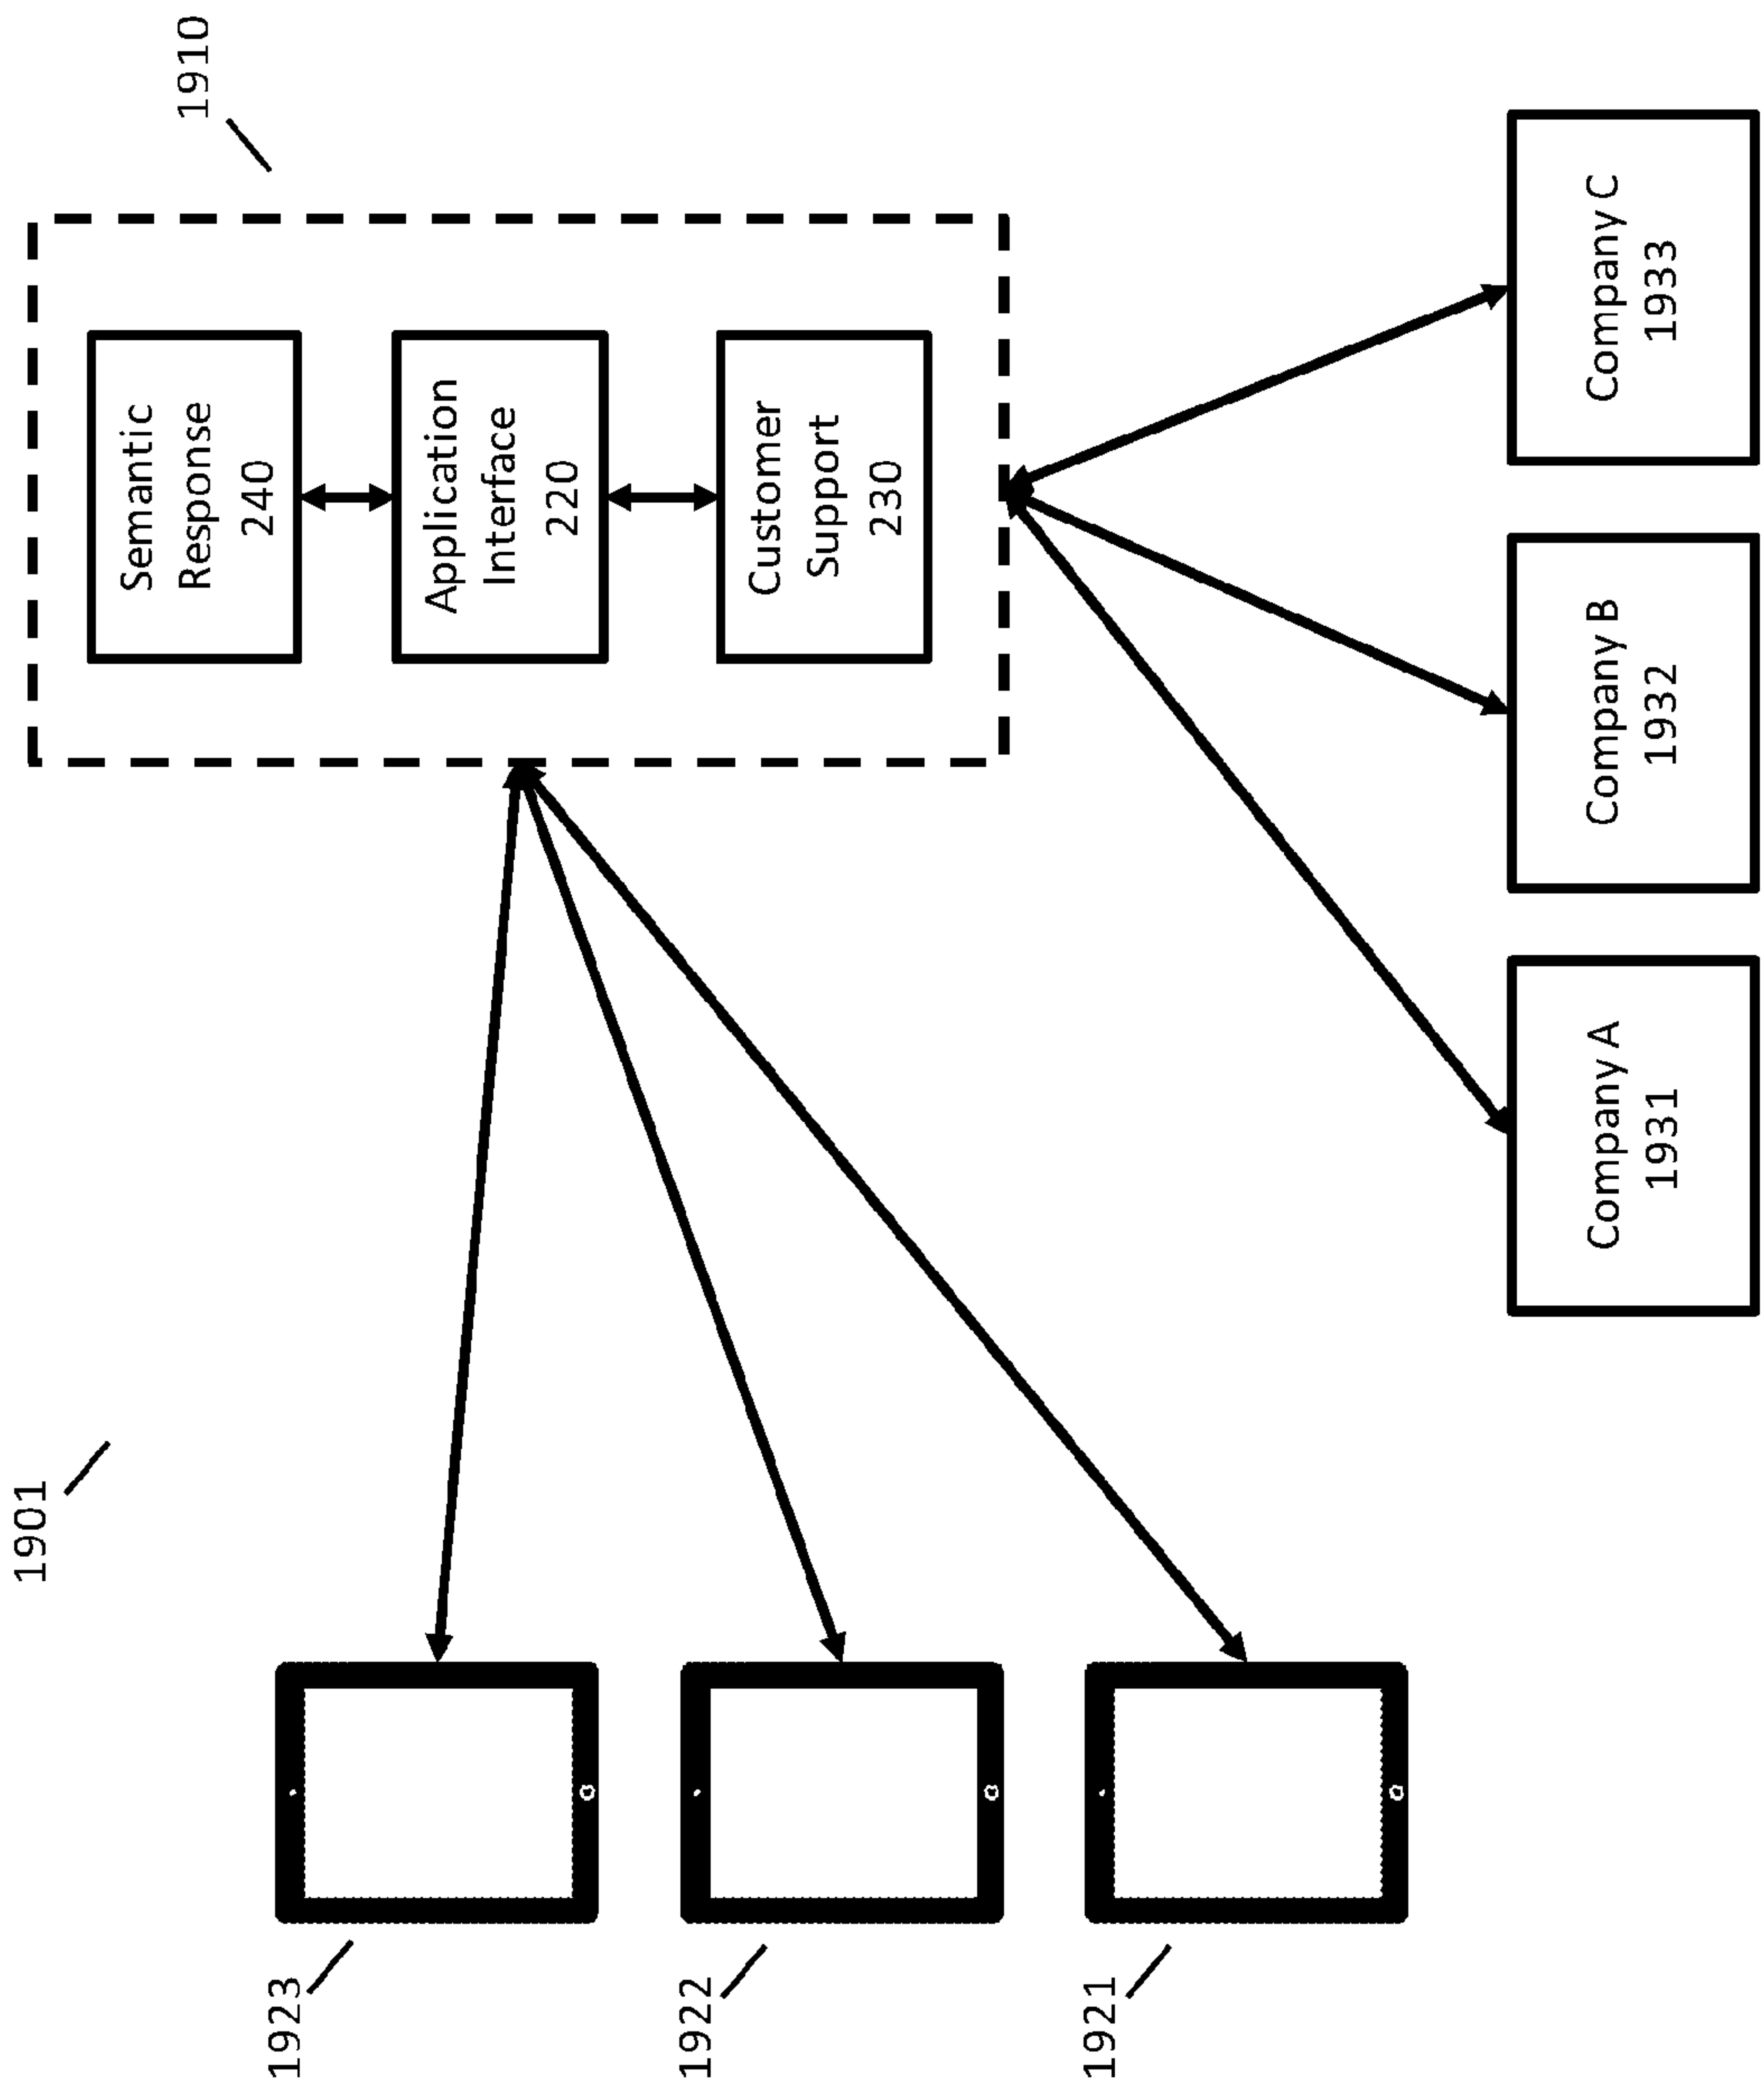 1901
1910
Semantic
Response
240
Application
Interface
220
Customer
Support
230
1923
1922
1921
Company A
1931
Company B
1932
Company C
1933